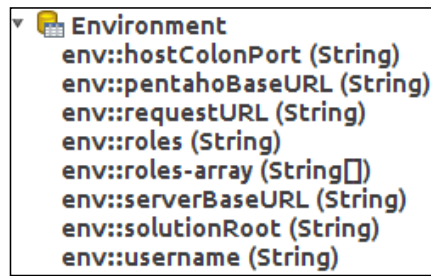 Environment
env::hostColonPort (String)
env::pentahoBaseURL (String)
env::requestURL (String)
env::roles (String)
env::roles-array (String[])
env::serverBaseURL (String)
env::solutionRoot (String)
env::username (String)